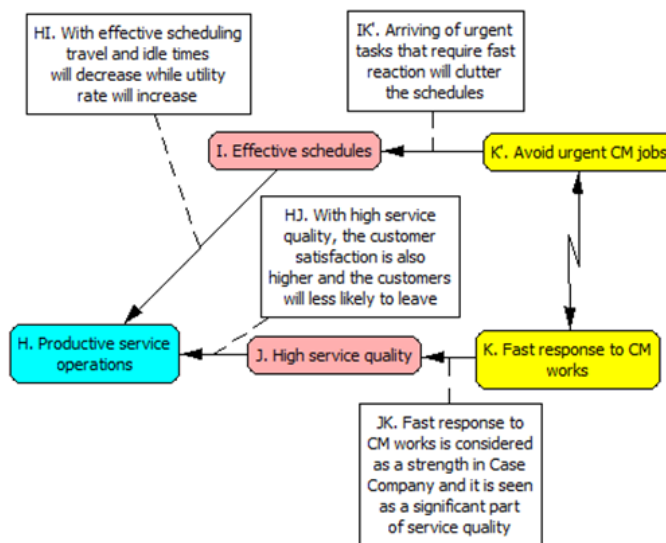 HI. With effective scheduling
travel and idle times
will decrease while utility
rate will increase
IK'. Arriving of urgent
tasks that require fast
reaction will clutter
the schedules
I. Effective schedules
K'. Avoid urgent CM jobs
HJ. With high service
quality, the customer
satisfaction is also
higher and the customers
will less likely to leave
H. Productive service
operations
J. High service quality
K. Fast response to CM
works
JK. Fast response to
CM works is considered
as a strength in Case
Company and it is seen
as a significant part
of service quality